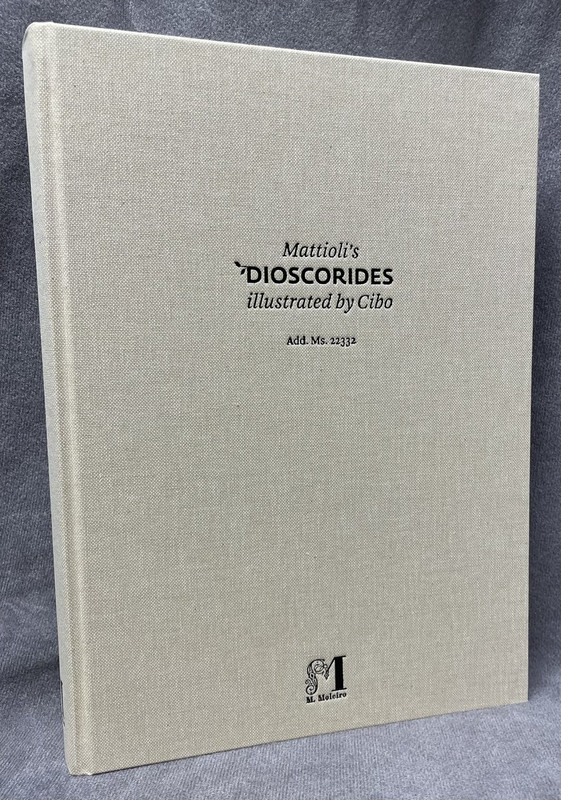 Mattioli's
DIOSCORIDES
illustrated by Cibo
Add. Ms. 22332
M
M. Moleiro